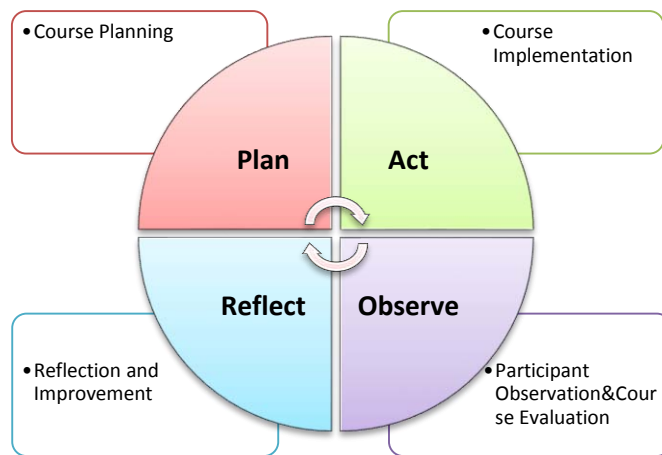 •Course Planning
•Course
Implementation
Plan
Act
Reflect
Observe
•Reflection and
Improvement
•Participant
Observation&Cour
se Evaluation